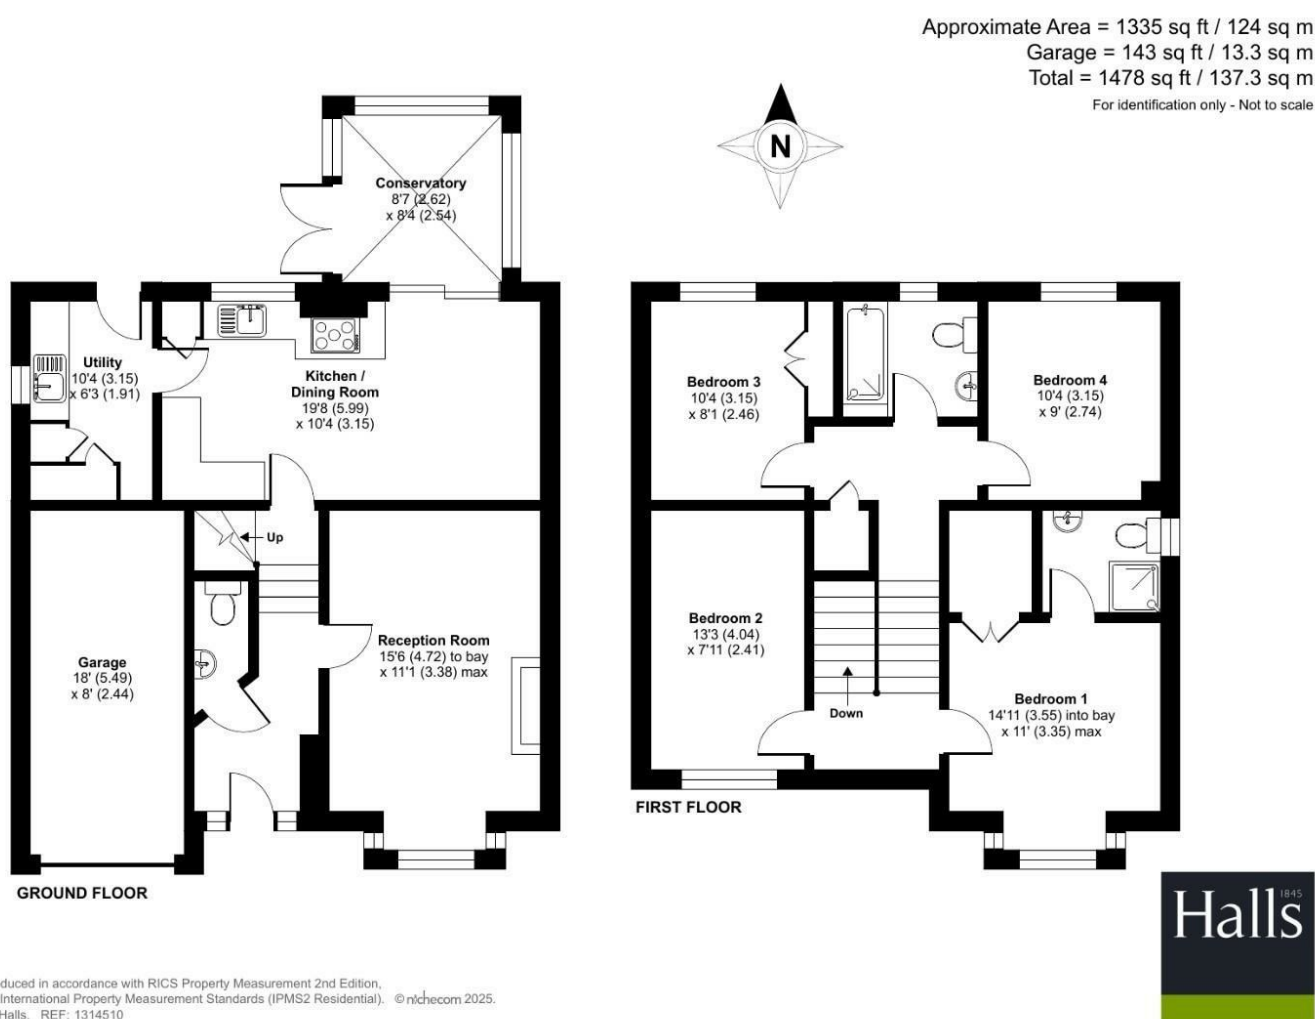 Approximate Area = 1335 sq ft / 124 sq m
Garage = 143 sq ft / 13.3 sq m
Total = 1478 sq ft / 137.3 sq m
For identification only - Not to scale
N
Conservatory
8'7 (2.62)
x 8'4 (2.54)
Utility
10'4 (3.15)
x 6'3 (1.91)
Kitchen /
Dining Room
19'8 (5.99)
x 10'4 (3.15)
Up
Reception Room
15'6 (4.72) to bay
x 11'1 (3.38) max
Garage
18' (5.49)
x 8' (2.44)
GROUND FLOOR
Bedroom 3
10'4 (3.15)
x 8'1 (2.46)
Bedroom 4
10'4 (3.15)
x 9' (2.74)
Bedroom 2
13'3 (4.04)
x 7'11 (2.41)
Down
Bedroom 1
14'11 (3.55) into bay
x 11' (3.35) max
FIRST FLOOR
Halls
1845
duced in accordance with RICS Property Measurement 2nd Edition,
International Property Measurement Standards (IPMS2 Residential). © nichecom 2025.
Halls. REF: 1314510